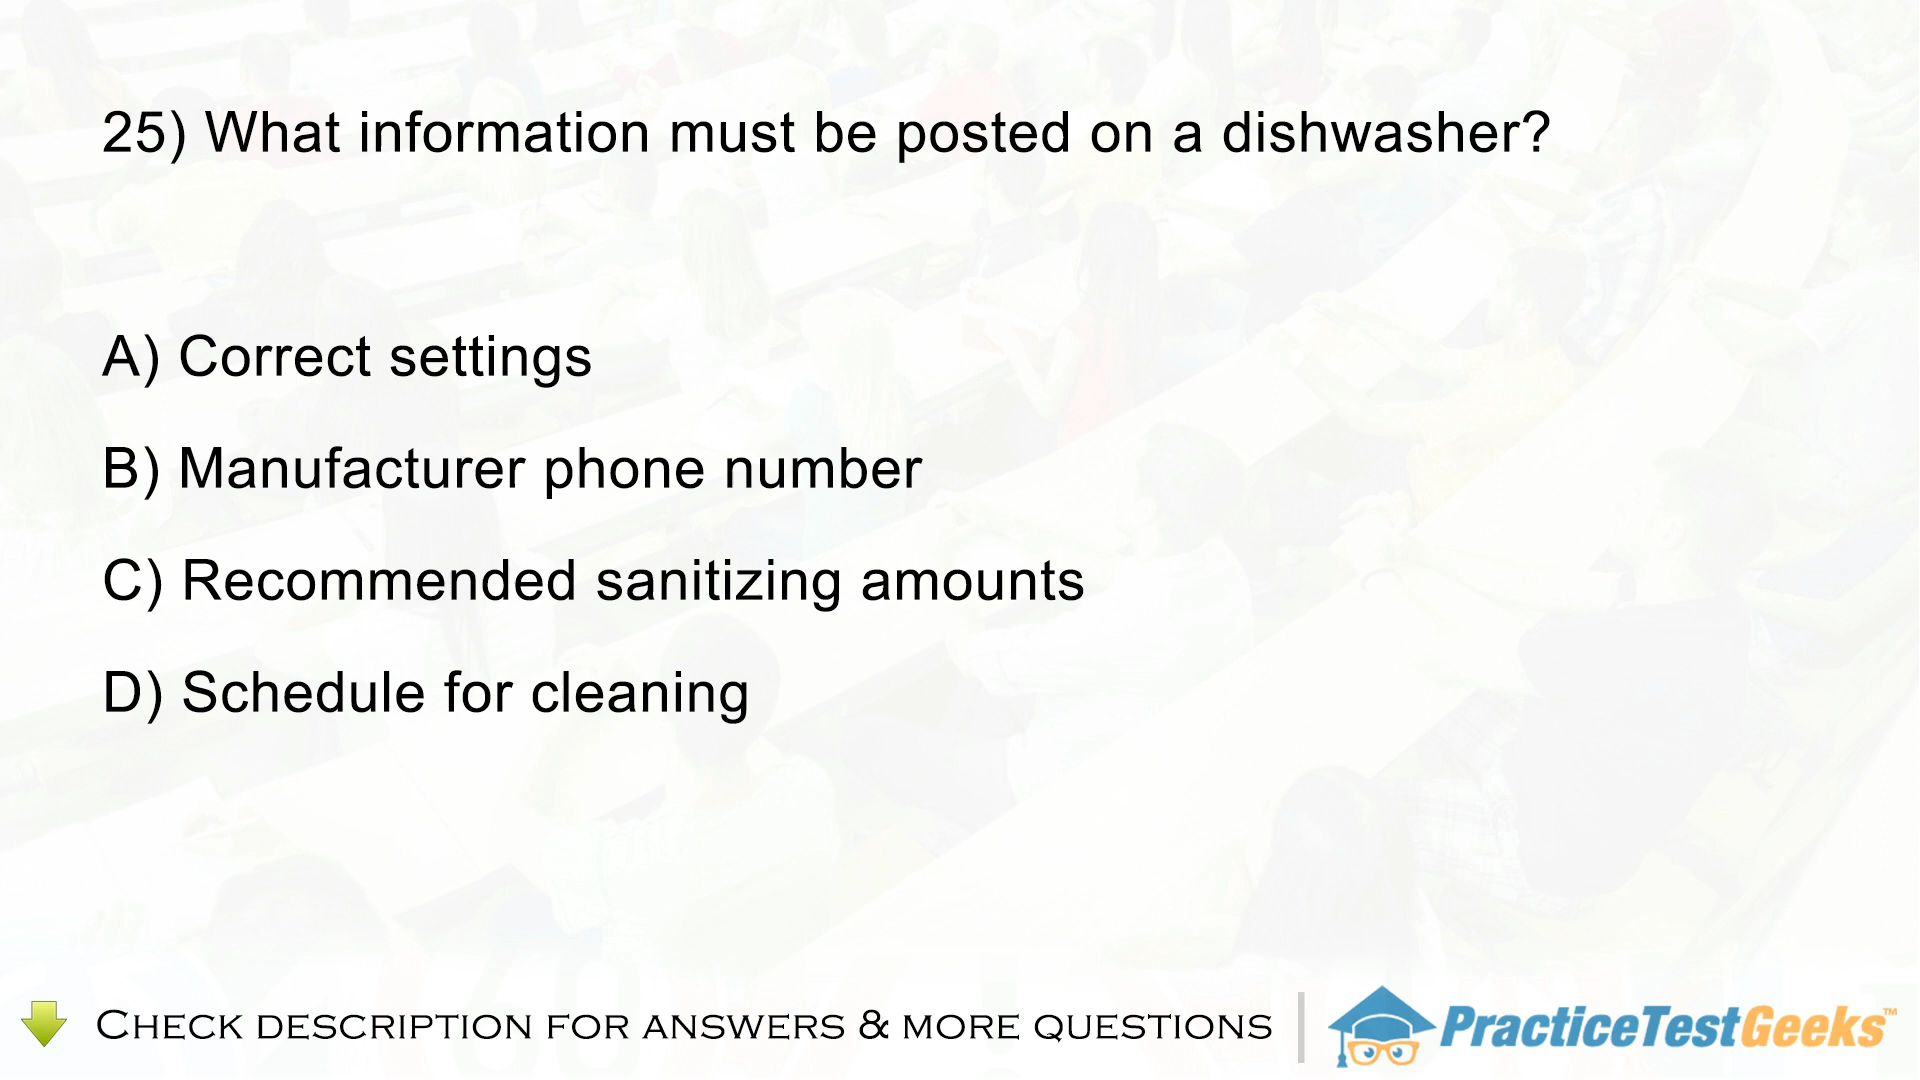 25) What information must be posted on a dishwasher?
A) Correct settings
B) Manufacturer phone number
C) Recommended sanitizing amounts
D) Schedule for cleaning
CHECK DESCRIPTION FOR ANSWERS & MORE QUESTIONS
PracticeTestGeeks™